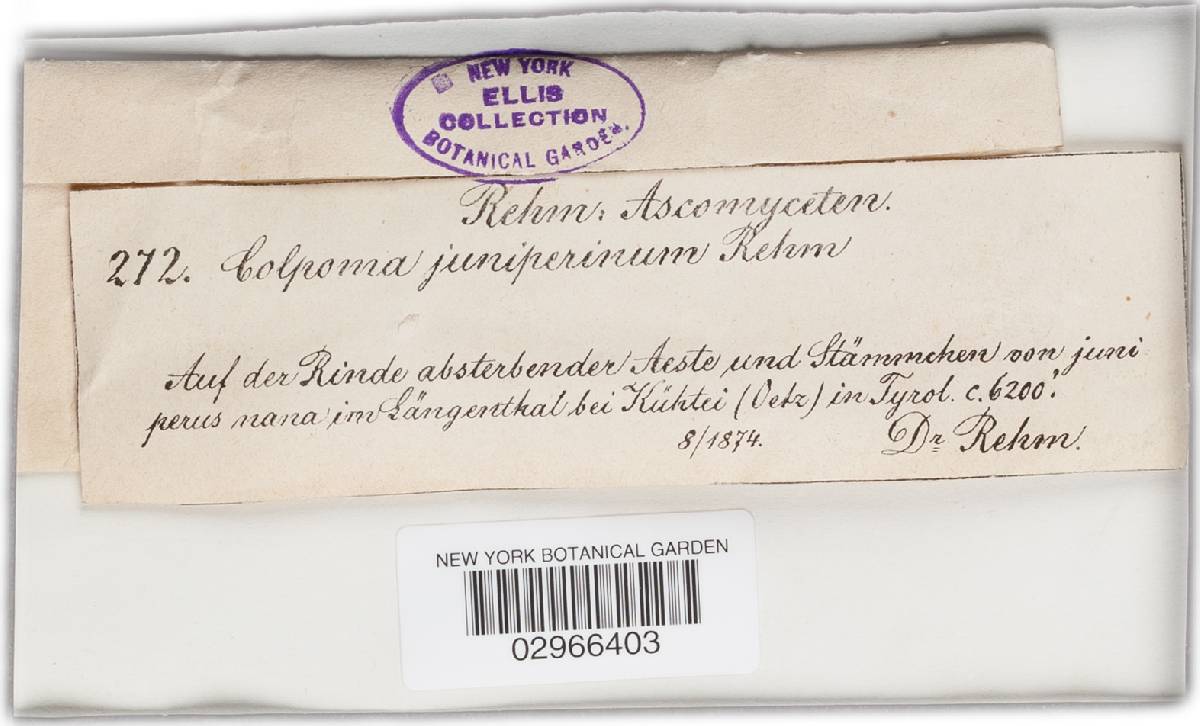 NEW YORK
ELLIS
COLLECTION
BOTANICAL GARDEN.
Rehm: Ascomyceten.
272. Colpoma juniperinum Rehm
Auf der Rinde absterbender Aeste und Stämmchen von juni
perus nana im Längenthal bei Kühtei (Oetz) in Tyrol. c. 6200'.
8/1874. Dr Rehm.
NEW YORK BOTANICAL GARDEN
02966403